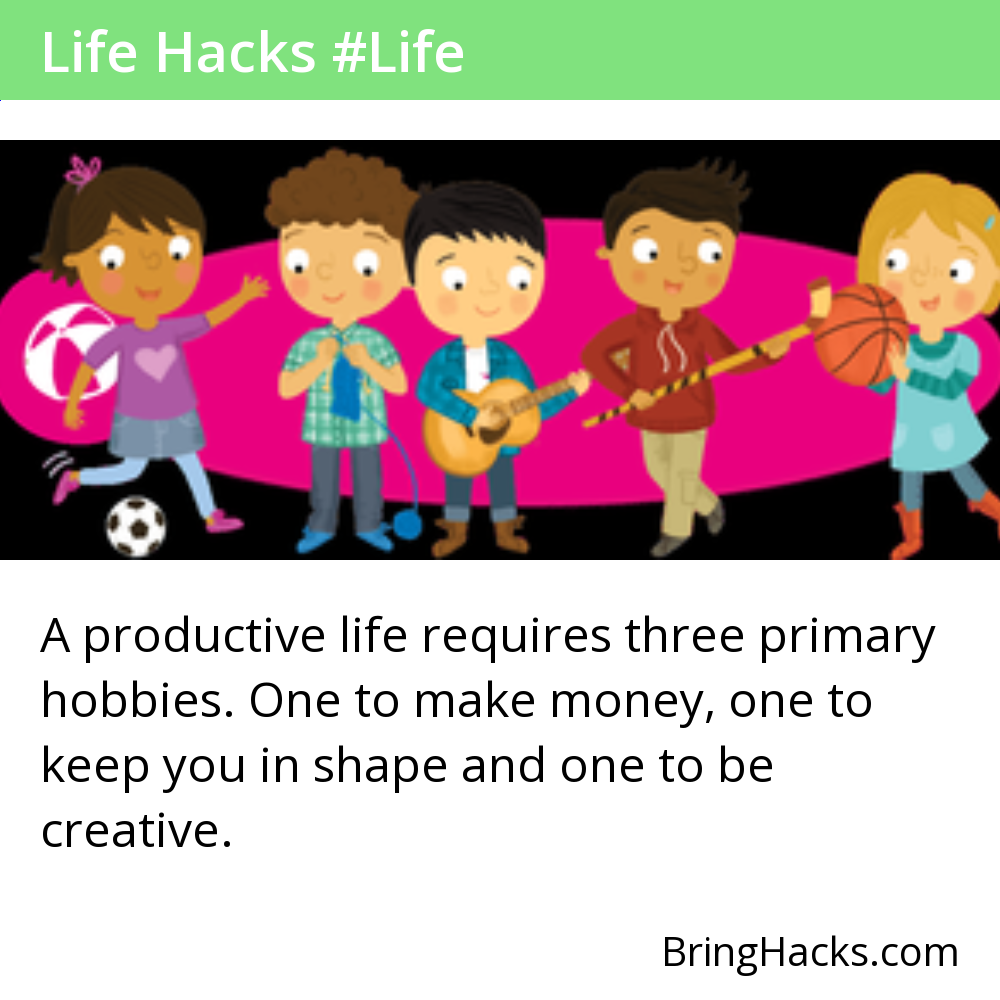 Life Hacks #Life
A productive life requires three primary
hobbies. One to make money, one to
keep you in shape and one to be
creative.
BringHacks.com